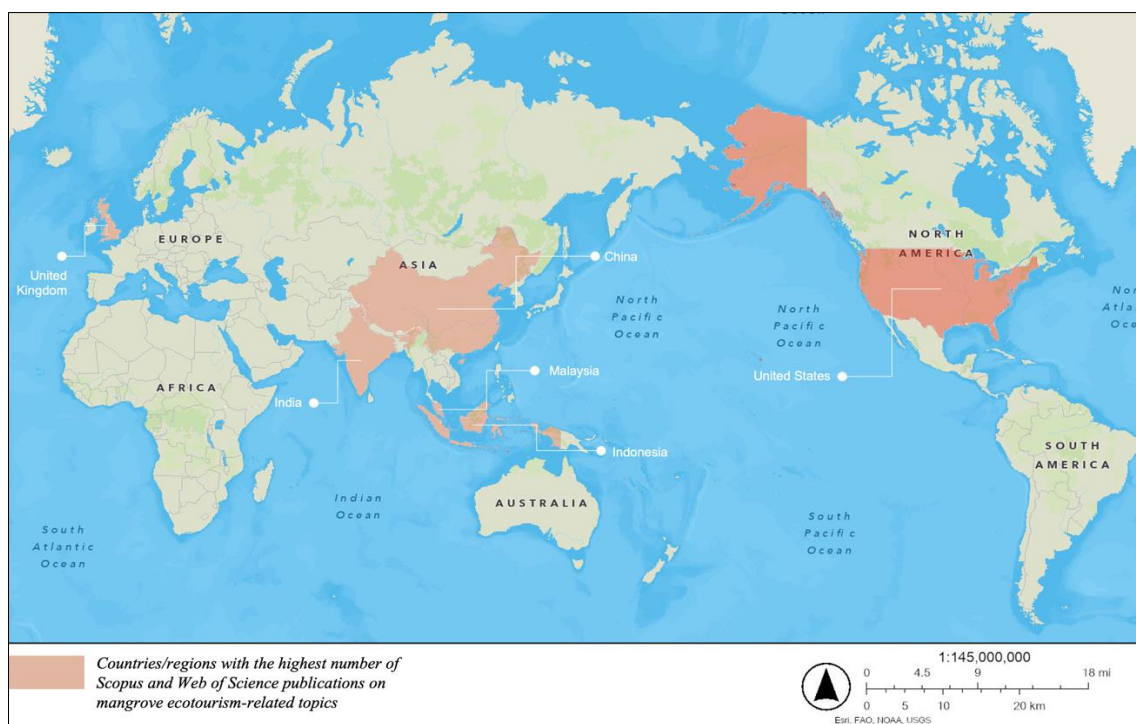 EUROPE
United
Kingdom
ASIA
China
North
Pacific
Ocean
North
Pacific
Ocean
NORTH
AMERICA
AFRICA
India
Malaysia
Indonesia
United States
Indian
Ocean
AUSTRALIA
South
Atlantic
Ocean
South
Pacific
Ocean
SOUTH
AMERICA
Countries/regions with the highest number of
Scopus and Web of Science publications on
mangrove ecotourism-related topics
1:145,000,000
0 4.5 9 18 mi
0 5 10 20 km
Esri, FAO, NOAA, USGS